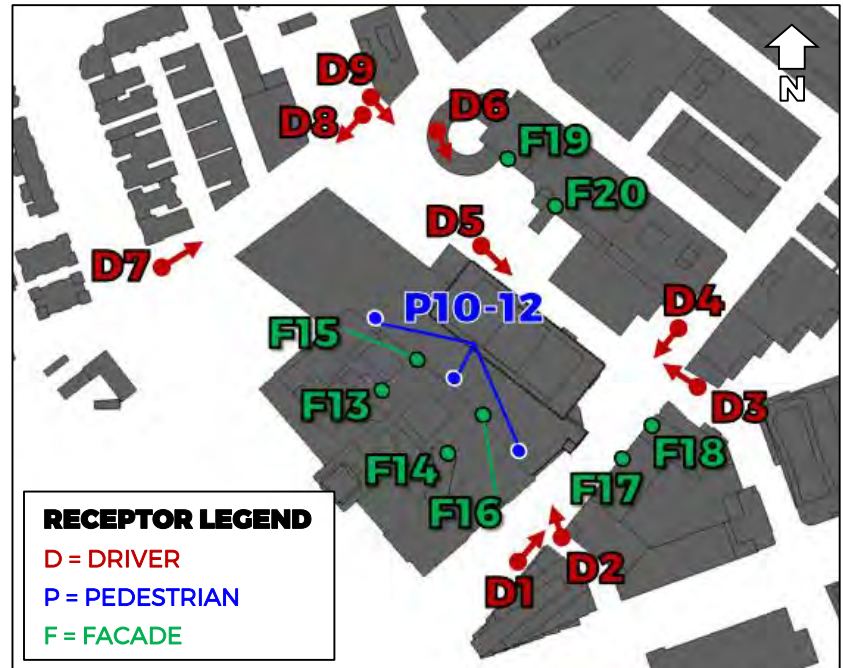 D9
D8
D6
N
F19
F20
D5
D7
P10-12
D4
F15
F13
D3
F14
F18
F17
F16
RECEPTOR LEGEND
D = DRIVER
D1
D2
P = PEDESTRIAN
F = FACADE